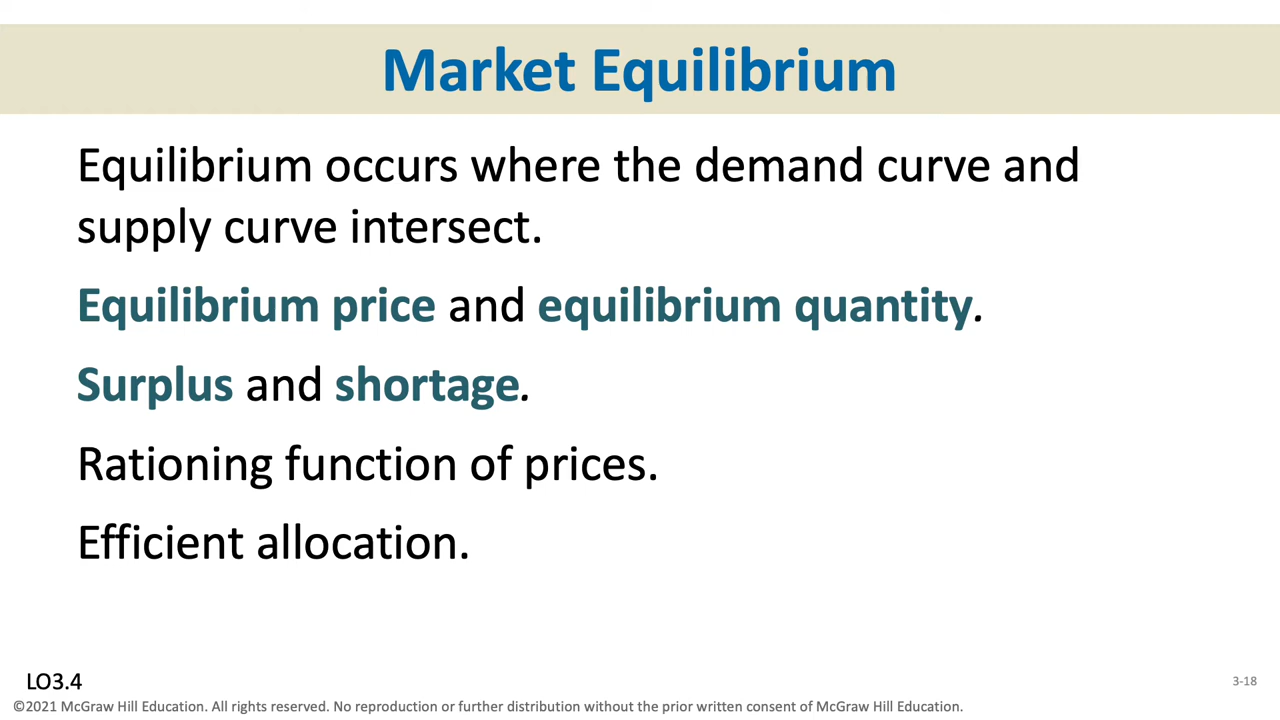 Market Equilibrium
Equilibrium occurs where the demand curve and
supply curve intersect.
Equilibrium price and equilibrium quantity.
Surplus and shortage.
Rationing function of prices.
Efficient allocation.
LO3.4
3-18
©2021 McGraw Hill Education. All rights reserved. No reproduction or further distribution without the prior written consent of McGraw Hill Education.